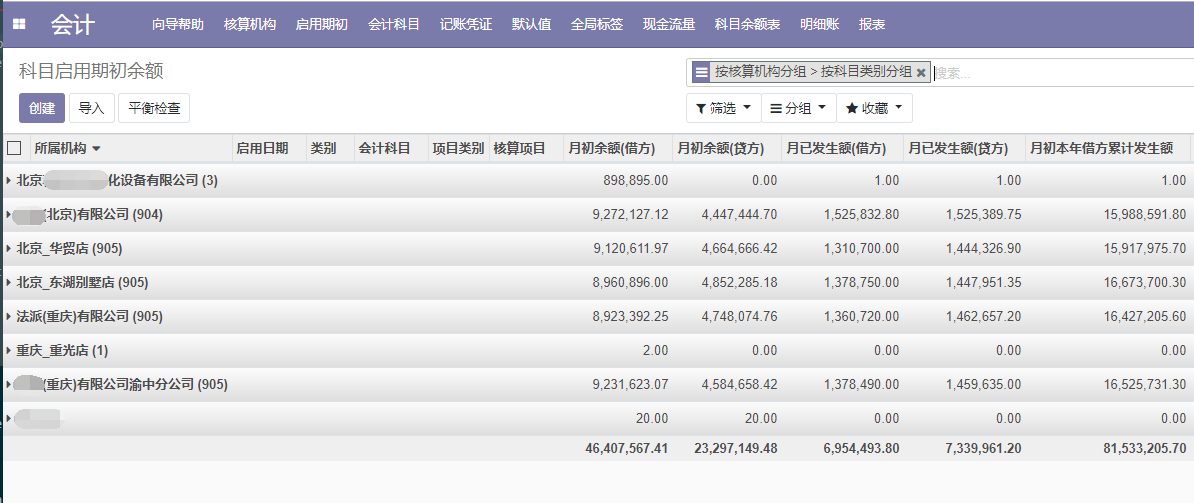 会计 向导帮助 核算机构 启用期初 会计科目 记账凭证 默认值 全局标签 现金流量 科目余额表 明细账 报表
科目启用期初余额
按核算机构分组 > 按科目类别分组 搜索...
创建 导入 平衡检查 筛选 分组 收藏
所属机构 启用日期 类别 会计科目 项目类别 核算项目 月初余额(借方) 月初余额(贷方) 月已发生额(借方) 月已发生额(贷方) 月初本年借方累计发生额
北京 化设备有限公司 (3) 898,895.00 0.00 1.00 1.00 1.00
(北京)有限公司 (904) 9,272,127.12 4,447,444.70 1,525,832.80 1,525,389.75 15,988,591.80
北京_华贸店 (905) 9,120,611.97 4,664,666.42 1,310,700.00 1,444,326.90 15,917,975.70
北京_东湖别墅店 (905) 8,960,896.00 4,852,285.18 1,378,750.00 1,447,951.35 16,673,700.30
法派(重庆)有限公司 (905) 8,923,392.25 4,748,074.76 1,360,720.00 1,462,657.20 16,427,205.60
重庆_重光店 (1) 2.00 0.00 0.00 0.00 0.00
(重庆)有限公司渝中分公司 (905) 9,231,623.07 4,584,658.42 1,378,490.00 1,459,635.00 16,525,731.30
20.00 20.00 0.00 0.00 0.00
46,407,567.41 23,297,149.48 6,954,493.80 7,339,961.20 81,533,205.70